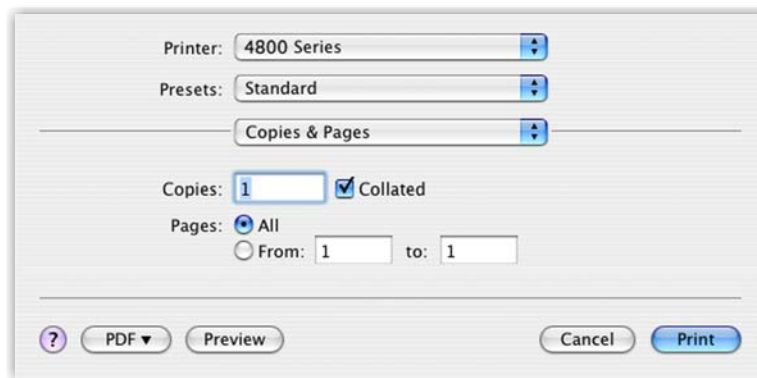 Printer: 4800 Series
Presets: Standard
Copies & Pages
Copies: 1 Collated
Pages: All
From: 1 to: 1
? PDF▼ Preview Cancel Print